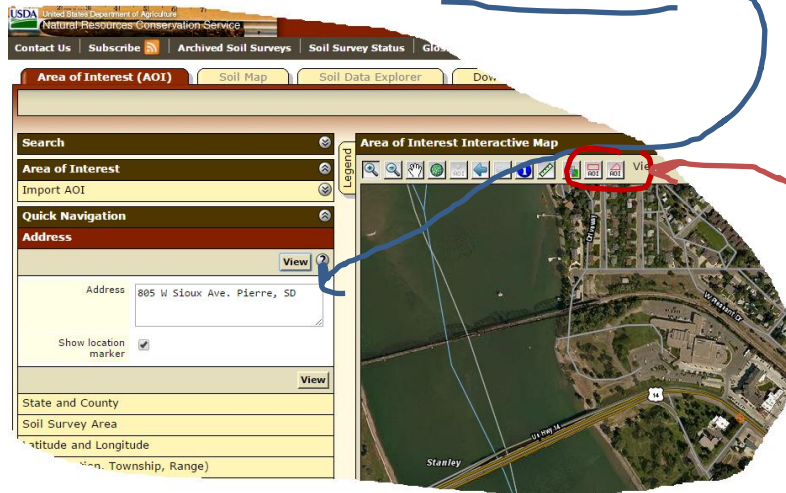 USDA United States Department of Agriculture
Natural Resources Conservation Service
Contact Us Subscribe Archived Soil Surveys Soil Survey Status
Area of Interest (AOI) Soil Map Soil Data Explorer
Search
Area of Interest
Import AOI
Quick Navigation
Address
View
Address 805 W Sioux Ave. Pierre, SD
Show location
marker
View
State and County
Soil Survey Area
Latitude and Longitude
Township, Range)
Legend
Area of Interest Interactive Map
AOI AOI AOI
W Pleasant Dr
14
US Hwy 14
Stanley